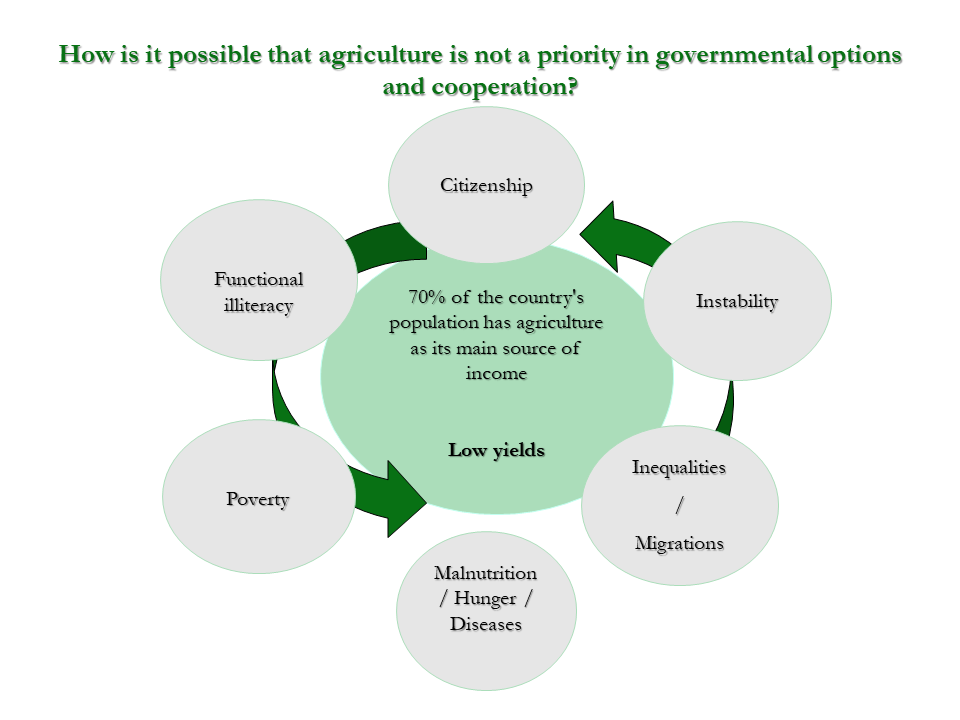 How is it possible that agriculture is not a priority in governmental options
and cooperation?
Citizenship
Functional
illiteracy
Instability
70% of the country's
population has agriculture
as its main source of
income
Low yields
Poverty
Inequalities
/
Migrations
Malnutrition
/ Hunger /
Diseases